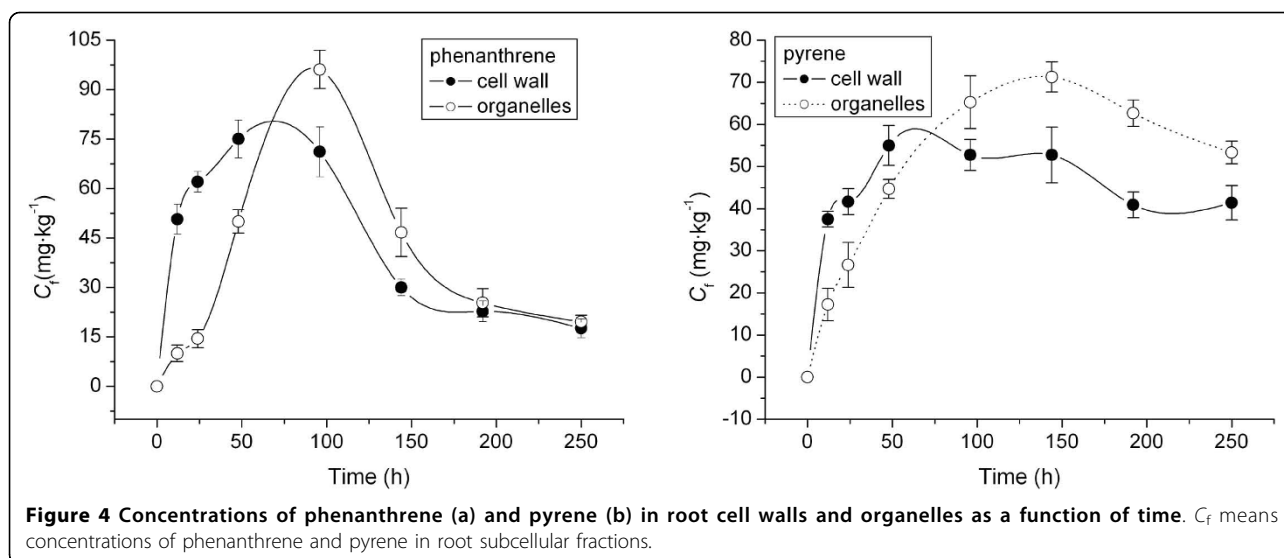 105
90
75
60
45
30
15
0
C_f(mg·kg⁻¹)
phenanthrene
cell wall
organelles
0 50 100 150 200 250
Time (h)
80
70
60
50
40
30
20
10
0
-10
C_f (mg·kg⁻¹)
pyrene
cell wall
organelles
0 50 100 150 200 250
Time (h)
Figure 4 Concentrations of phenanthrene (a) and pyrene (b) in root cell walls and organelles as a function of time. C_f means
concentrations of phenanthrene and pyrene in root subcellular fractions.